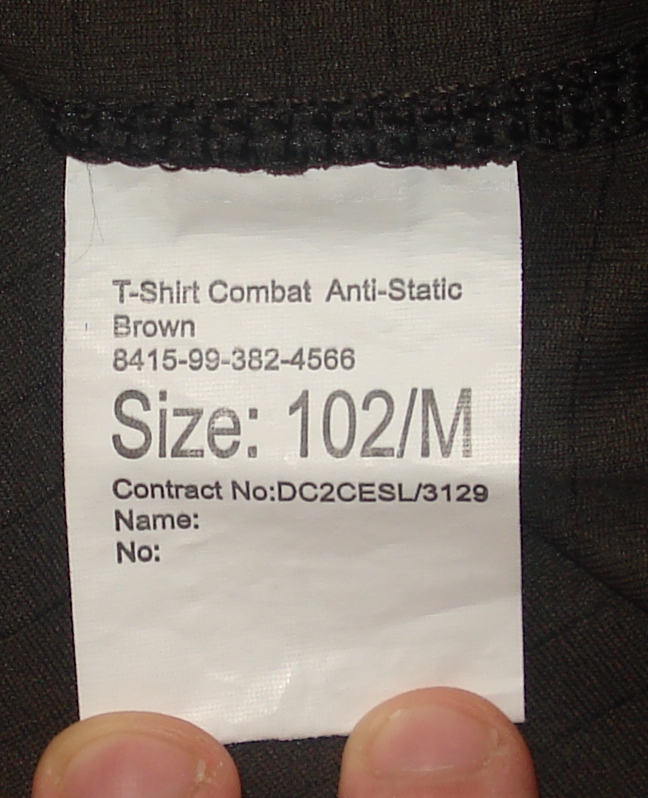 T-Shirt Combat Anti-Static
Brown
8415-99-382-4566
Size: 102/M
Contract No:DC2CESL/3129
Name:
No: